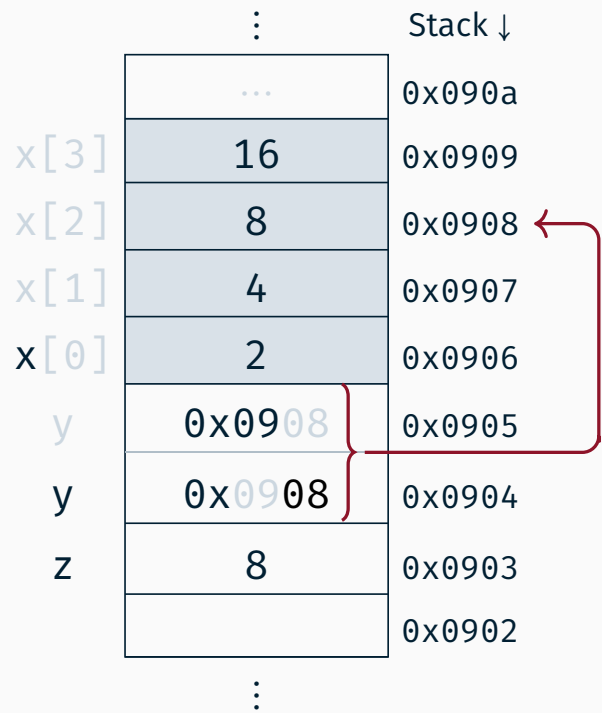 ⋮ Stack ↓
... 0x090a
x[3] 16 0x0909
x[2] 8 0x0908
x[1] 4 0x0907
x[0] 2 0x0906
y 0x0908 0x0905
y 0x0908 0x0904
z 8 0x0903
0x0902
⋮